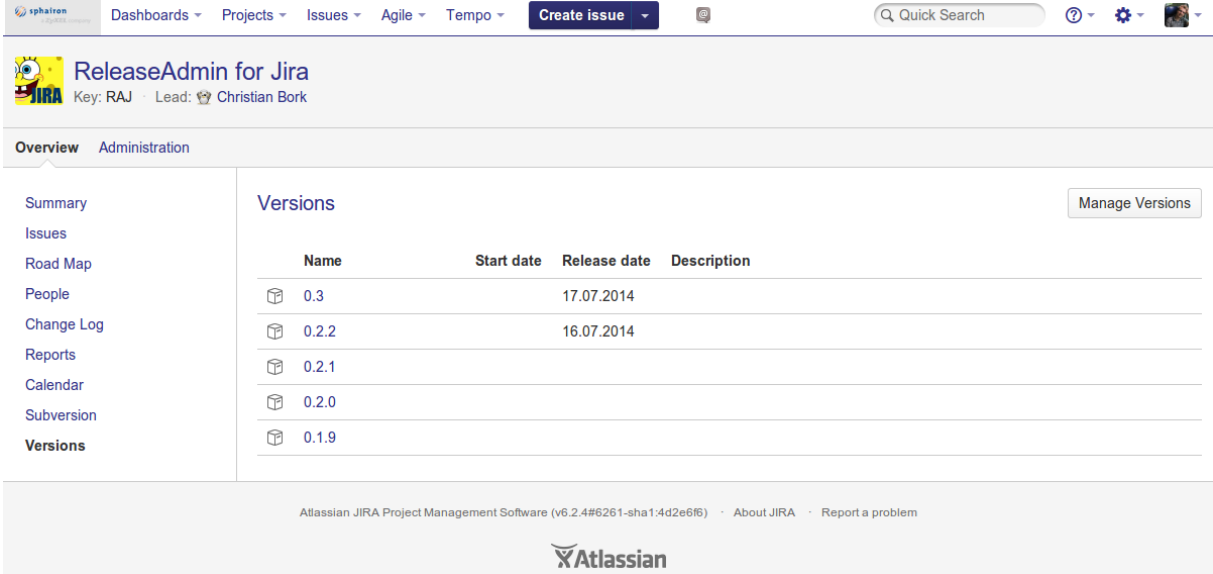 sphairon
Dashboards Projects Issues Agile Tempo Create issue Quick Search
JIRA
ReleaseAdmin for Jira
Key: RAJ · Lead: Christian Bork
Overview Administration
Summary
Issues
Road Map
People
Change Log
Reports
Calendar
Subversion
Versions
Versions
Manage Versions
Name Start date Release date Description
0.3 17.07.2014
0.2.2 16.07.2014
0.2.1
0.2.0
0.1.9
Atlassian JIRA Project Management Software (v6.2.4#6261-sha1:4d2e6f6) · About JIRA · Report a problem
Atlassian